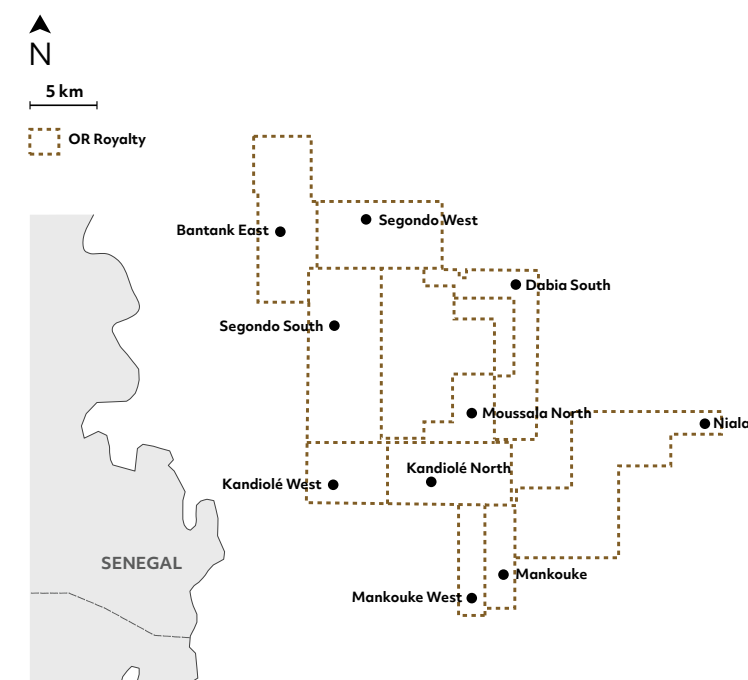 N
5 km
OR Royalty
Bantank East
Segondo West
Dabia South
Segondo South
Moussala North
Niala
Kandiolé North
Kandiolé West
SENEGAL
Mankouke
Mankouke West